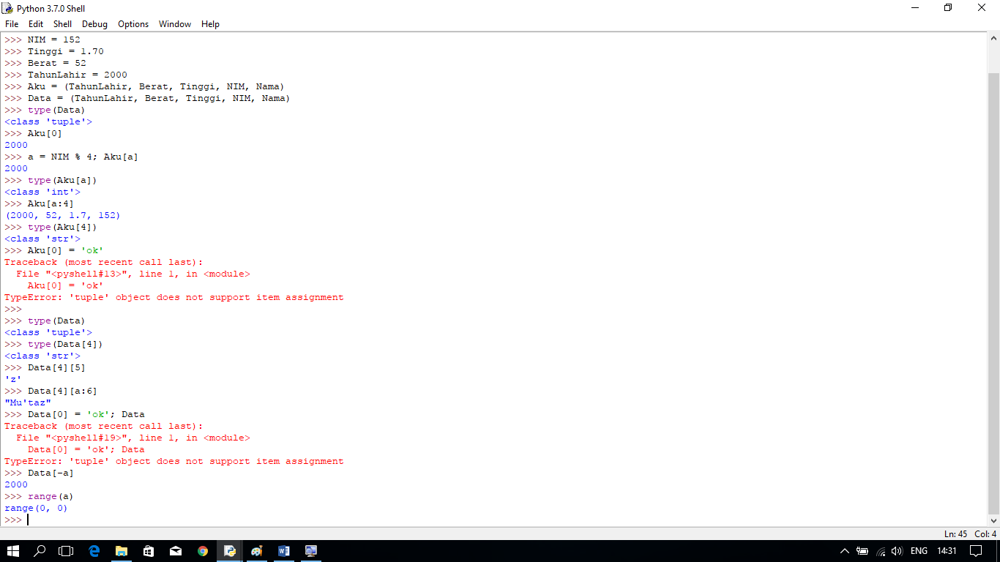 Python 3.7.0 Shell
File Edit Shell Debug Options Window Help
>>> NIM = 152
>>> Tinggi = 1.70
>>> Berat = 52
>>> TahunLahir = 2000
>>> Aku = (TahunLahir, Berat, Tinggi, NIM, Nama)
>>> Data = (TahunLahir, Berat, Tinggi, NIM, Nama)
>>> type(Data)
<class 'tuple'>
>>> Aku[0]
2000
>>> a = NIM % 4; Aku[a]
2000
>>> type(Aku[a])
<class 'int'>
>>> Aku[a:4]
(2000, 52, 1.7, 152)
>>> type(Aku[4])
<class 'str'>
>>> Aku[0] = 'ok'
Traceback (most recent call last):
  File "<pyshell#13>", line 1, in <module>
    Aku[0] = 'ok'
TypeError: 'tuple' object does not support item assignment
>>>
>>> type(Data)
<class 'tuple'>
>>> type(Data[4])
<class 'str'>
>>> Data[4][5]
'z'
>>> Data[4][a:6]
"Mu'taz"
>>> Data[0] = 'ok'; Data
Traceback (most recent call last):
  File "<pyshell#19>", line 1, in <module>
    Data[0] = 'ok'; Data
TypeError: 'tuple' object does not support item assignment
>>> Data[-a]
2000
>>> range(a)
range(0, 0)
>>>
Ln: 45 Col: 4
ENG 14:31